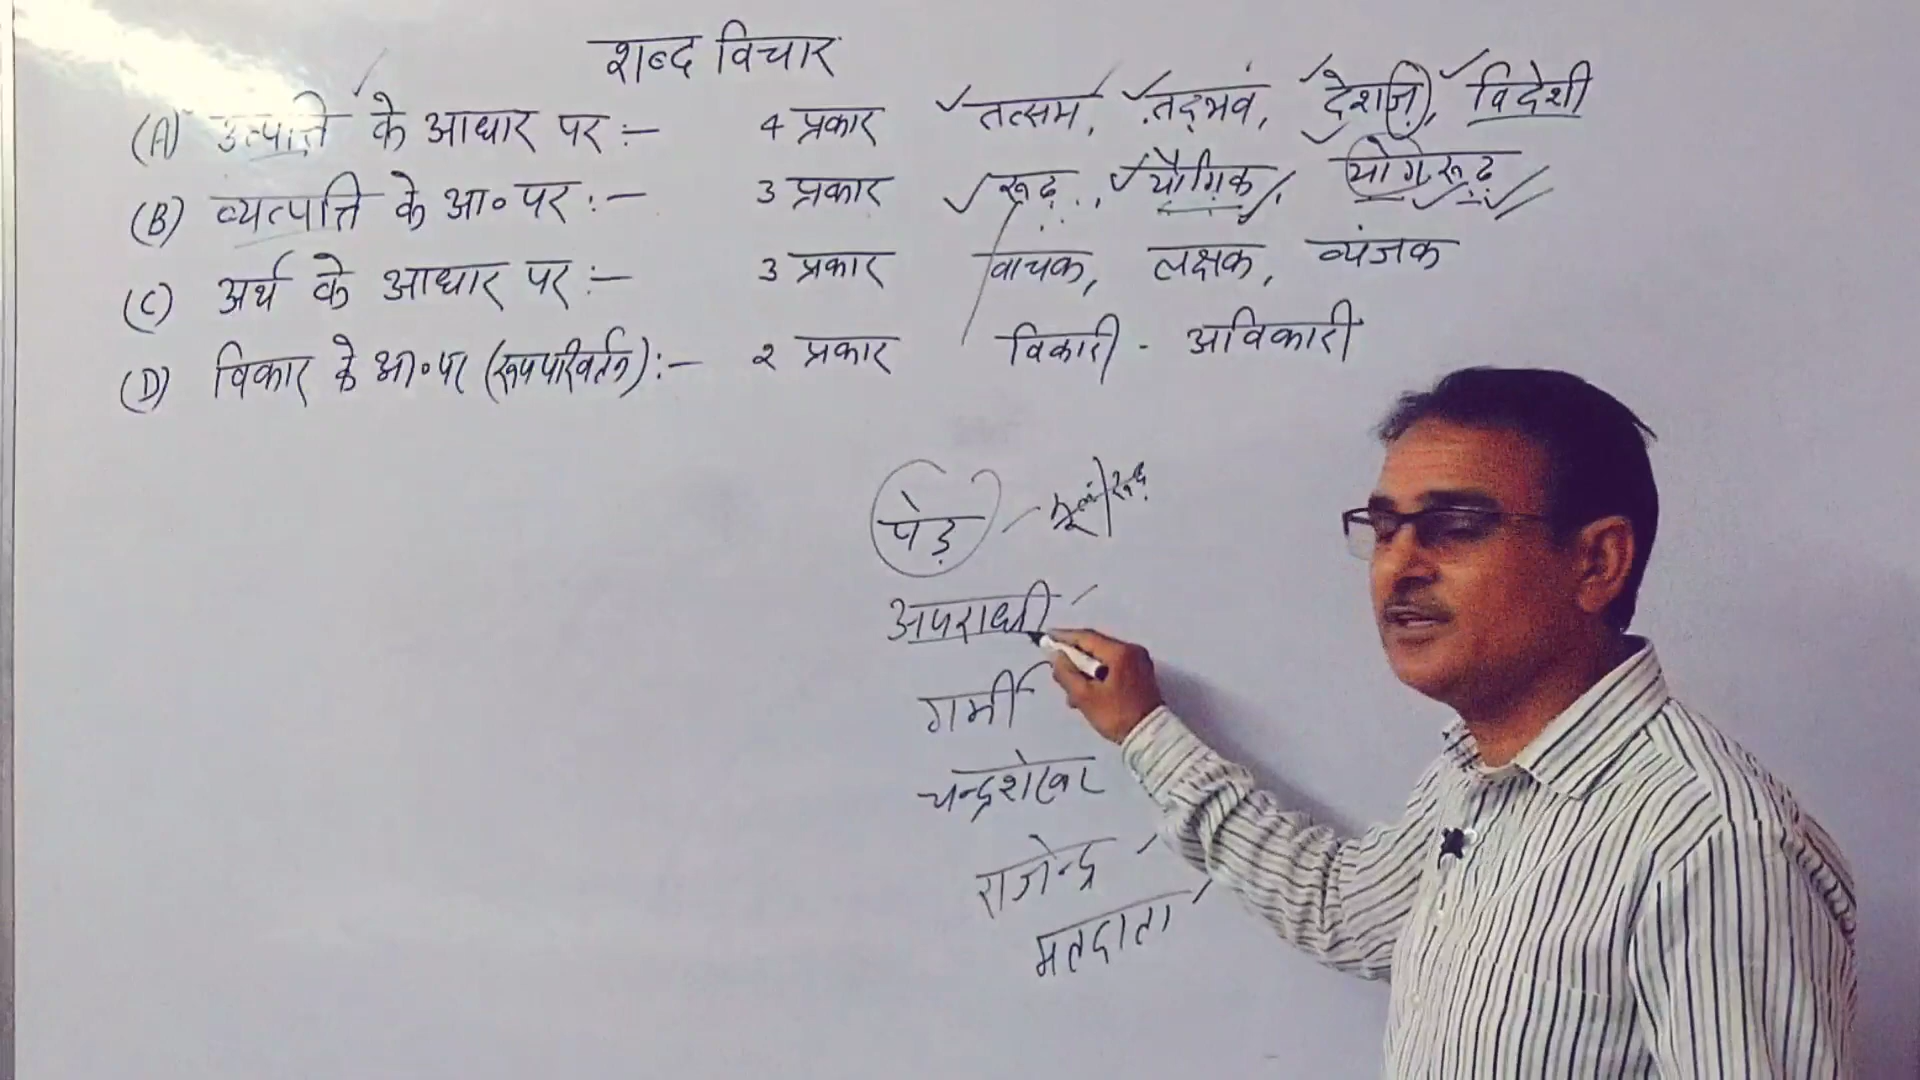 शब्द विचार
(A) उत्पत्ति के आधार पर :- 4 प्रकार तत्सम, तद्भव, देशज, विदेशी
(B) व्यत्पत्ति के आ० पर :- 3 प्रकार रूढ़, यौगिक, योगरूढ़
(C) अर्थ के आधार पर :- 3 प्रकार वाचक, लक्षक, व्यंजक
(D) विकार के आ० पर (रूपपरिवर्तन) :- २ प्रकार विकारी - अविकारी
पेड़ - मूल/रूढ़
अपराधी
गर्मी
चन्द्रशेखर
राजेन्द्र
मतदाता